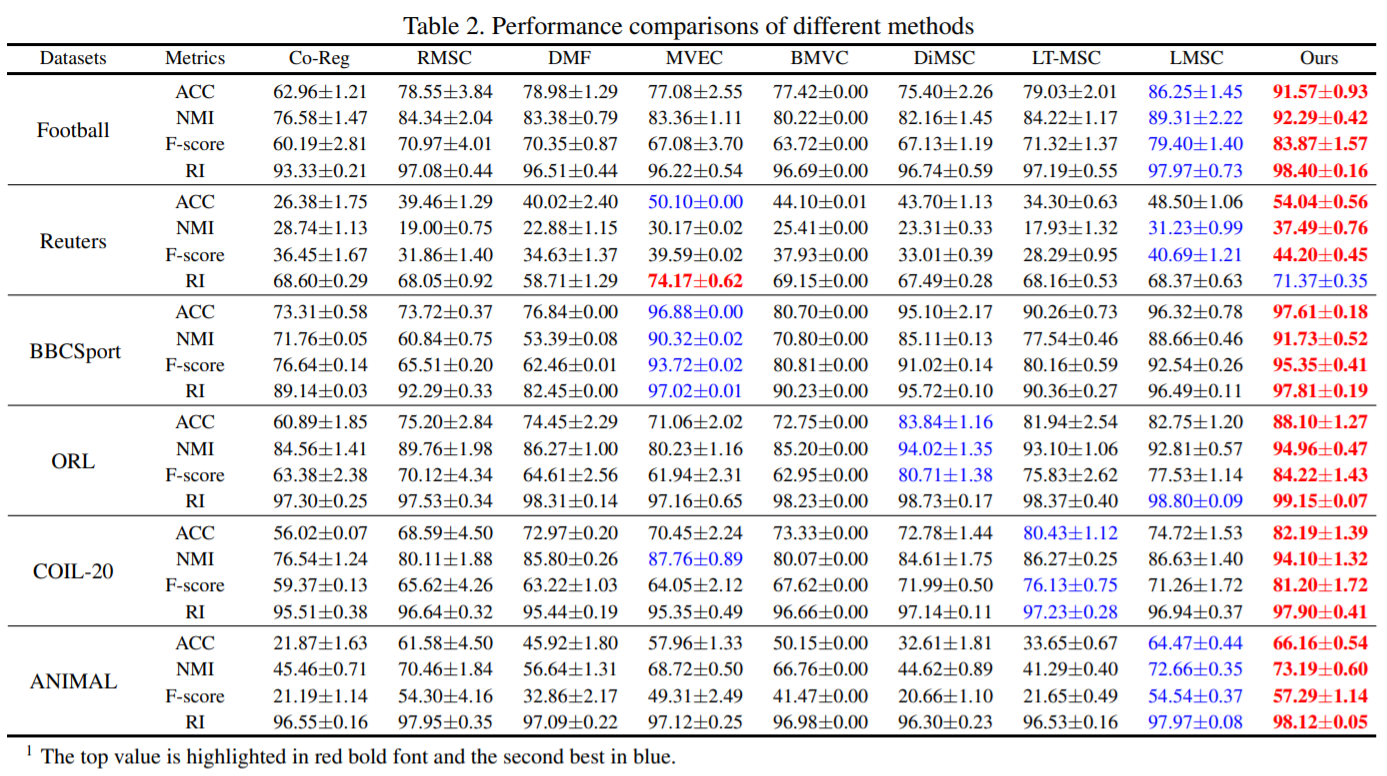 Table 2. Performance comparisons of different methods
Datasets Metrics Co-Reg RMSC DMF MVEC BMVC DiMSC LT-MSC LMSC Ours
Football
ACC 62.96±1.21 78.55±3.84 78.98±1.29 77.08±2.55 77.42±0.00 75.40±2.26 79.03±2.01 86.25±1.45 91.57±0.93
NMI 76.58±1.47 84.34±2.04 83.38±0.79 83.36±1.11 80.22±0.00 82.16±1.45 84.22±1.17 89.31±2.22 92.29±0.42
F-score 60.19±2.81 70.97±4.01 70.35±0.87 67.08±3.70 63.72±0.00 67.13±1.19 71.32±1.37 79.40±1.40 83.87±1.57
RI 93.33±0.21 97.08±0.44 96.51±0.44 96.22±0.54 96.69±0.00 96.74±0.59 97.19±0.55 97.97±0.73 98.40±0.16
Reuters
ACC 26.38±1.75 39.46±1.29 40.02±2.40 50.10±0.00 44.10±0.01 43.70±1.13 34.30±0.63 48.50±1.06 54.04±0.56
NMI 28.74±1.13 19.00±0.75 22.88±1.15 30.17±0.02 25.41±0.00 23.31±0.33 17.93±1.32 31.23±0.99 37.49±0.76
F-score 36.45±1.67 31.86±1.40 34.63±1.37 39.59±0.02 37.93±0.00 33.01±0.39 28.29±0.95 40.69±1.21 44.20±0.45
RI 68.60±0.29 68.05±0.92 58.71±1.29 74.17±0.62 69.15±0.00 67.49±0.28 68.16±0.53 68.37±0.63 71.37±0.35
BBCSport
ACC 73.31±0.58 73.72±0.37 76.84±0.00 96.88±0.00 80.70±0.00 95.10±2.17 90.26±0.73 96.32±0.78 97.61±0.18
NMI 71.76±0.05 60.84±0.75 53.39±0.08 90.32±0.02 70.80±0.00 85.11±0.13 77.54±0.46 88.66±0.46 91.73±0.52
F-score 76.64±0.14 65.51±0.20 62.46±0.01 93.72±0.02 80.81±0.00 91.02±0.14 80.16±0.59 92.54±0.26 95.35±0.41
RI 89.14±0.03 92.29±0.33 82.45±0.00 97.02±0.01 90.23±0.00 95.72±0.10 90.36±0.27 96.49±0.11 97.81±0.19
ORL
ACC 60.89±1.85 75.20±2.84 74.45±2.29 71.06±2.02 72.75±0.00 83.84±1.16 81.94±2.54 82.75±1.20 88.10±1.27
NMI 84.56±1.41 89.76±1.98 86.27±1.00 80.23±1.16 85.20±0.00 94.02±1.35 93.10±1.06 92.81±0.57 94.96±0.47
F-score 63.38±2.38 70.12±4.34 64.61±2.56 61.94±2.31 62.95±0.00 80.71±1.38 75.83±2.62 77.53±1.14 84.22±1.43
RI 97.30±0.25 97.53±0.34 98.31±0.14 97.16±0.65 98.23±0.00 98.73±0.17 98.37±0.40 98.80±0.09 99.15±0.07
COIL-20
ACC 56.02±0.07 68.59±4.50 72.97±0.20 70.45±2.24 73.33±0.00 72.78±1.44 80.43±1.12 74.72±1.53 82.19±1.39
NMI 76.54±1.24 80.11±1.88 85.80±0.26 87.76±0.89 80.07±0.00 84.61±1.75 86.27±0.25 86.63±1.40 94.10±1.32
F-score 59.37±0.13 65.62±4.26 63.22±1.03 64.05±2.12 67.62±0.00 71.99±0.50 76.13±0.75 71.26±1.72 81.20±1.72
RI 95.51±0.38 96.64±0.32 95.44±0.19 95.35±0.49 96.66±0.00 97.14±0.11 97.23±0.28 96.94±0.37 97.90±0.41
ANIMAL
ACC 21.87±1.63 61.58±4.50 45.92±1.80 57.96±1.33 50.15±0.00 32.61±1.81 33.65±0.67 64.47±0.44 66.16±0.54
NMI 45.46±0.71 70.46±1.84 56.64±1.31 68.72±0.50 66.76±0.00 44.62±0.89 41.29±0.40 72.66±0.35 73.19±0.60
F-score 21.19±1.14 54.30±4.16 32.86±2.17 49.31±2.49 41.47±0.00 20.66±1.10 21.65±0.49 54.54±0.37 57.29±1.14
RI 96.55±0.16 97.95±0.35 97.09±0.22 97.12±0.25 96.98±0.00 96.30±0.23 96.53±0.16 97.97±0.08 98.12±0.05
1 The top value is highlighted in red bold font and the second best in blue.